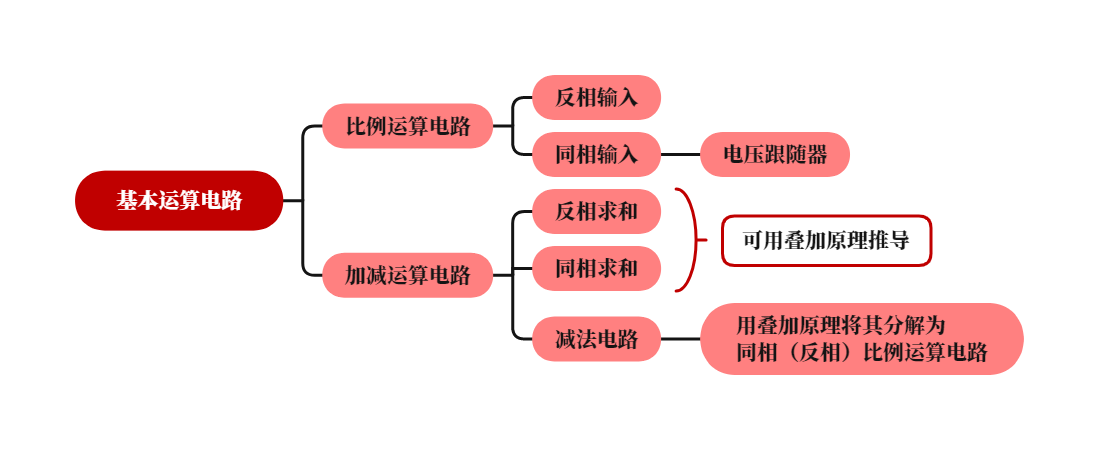 基本运算电路
比例运算电路
反相输入
同相输入
电压跟随器
加减运算电路
反相求和
同相求和
可用叠加原理推导
减法电路
用叠加原理将其分解为
同相（反相）比例运算电路